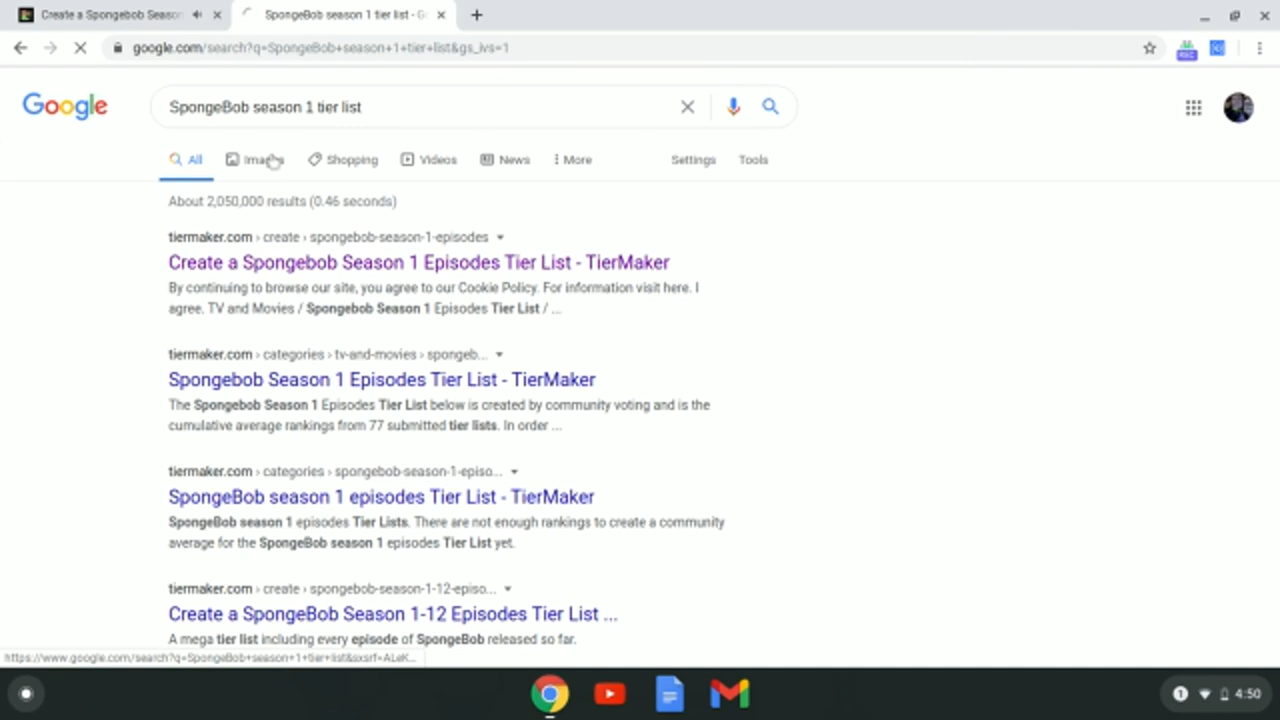 Create a Spongebob Season
SpongeBob season 1 tier list - G
google.com/search?q=SpongeBob+season+1+tier+list&gs_ivs=1
REC
Google
SpongeBob season 1 tier list
All
Images
Shopping
Videos
News
More
Settings
Tools
About 2,050,000 results (0.46 seconds)
tiermaker.com › create › spongebob-season-1-episodes
Create a Spongebob Season 1 Episodes Tier List - TierMaker
By continuing to browse our site, you agree to our Cookie Policy. For information visit here. I
agree. TV and Movies / Spongebob Season 1 Episodes Tier List / ...
tiermaker.com › categories › tv-and-movies › spongeb...
Spongebob Season 1 Episodes Tier List - TierMaker
The Spongebob Season 1 Episodes Tier List below is created by community voting and is the
cumulative average rankings from 77 submitted tier lists. In order ...
tiermaker.com › categories › spongebob-season-1-episo...
SpongeBob season 1 episodes Tier List - TierMaker
SpongeBob season 1 episodes Tier Lists. There are not enough rankings to create a community
average for the SpongeBob season 1 episodes Tier List yet.
tiermaker.com › create › spongebob-season-1-12-episo...
Create a SpongeBob Season 1-12 Episodes Tier List ...
A mega tier list including every episode of SpongeBob released so far.
https://www.google.com/search?q=SpongeBob+season+1+tier+list&sxsrf=ALeK...
1
4:50